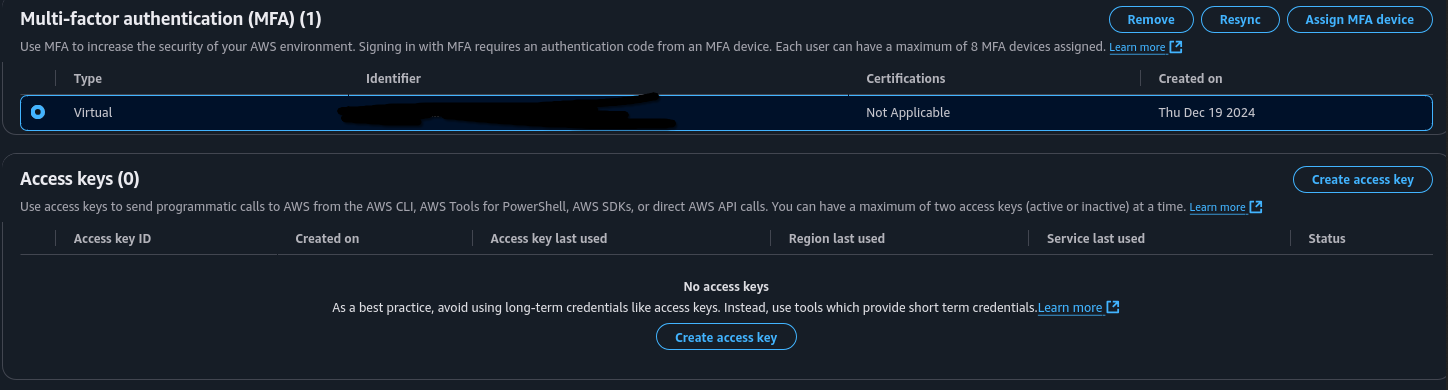 Multi-factor authentication (MFA) (1) Remove Resync Assign MFA device
Use MFA to increase the security of your AWS environment. Signing in with MFA requires an authentication code from an MFA device. Each user can have a maximum of 8 MFA devices assigned. Learn more
Type Identifier Certifications Created on
Virtual Not Applicable Thu Dec 19 2024
Access keys (0) Create access key
Use access keys to send programmatic calls to AWS from the AWS CLI, AWS Tools for PowerShell, AWS SDKs, or direct AWS API calls. You can have a maximum of two access keys (active or inactive) at a time. Learn more
Access key ID Created on Access key last used Region last used Service last used Status
No access keys
As a best practice, avoid using long-term credentials like access keys. Instead, use tools which provide short term credentials.Learn more
Create access key